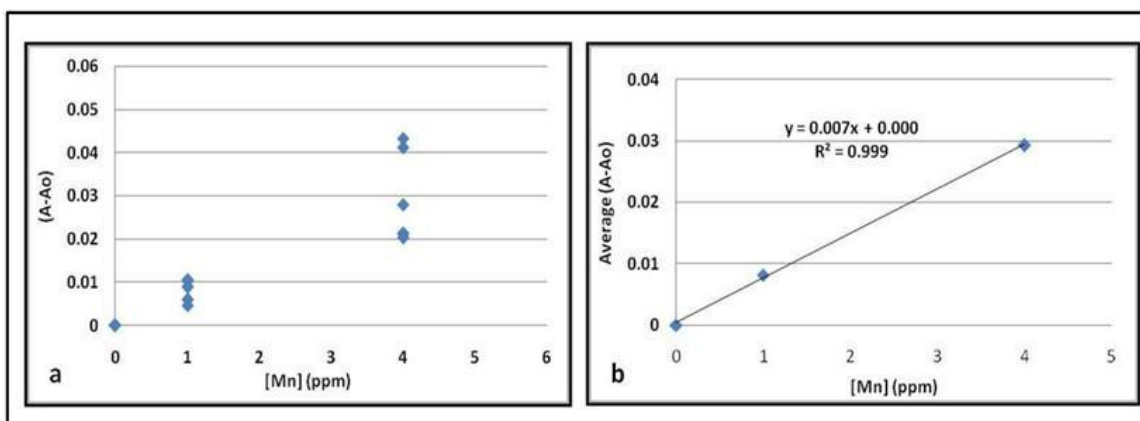 0.06
0.05
0.04
0.03
0.02
0.01
0
(A-Ao)
0 1 2 3 4 5 6
[Mn] (ppm)
a
0.04
0.03
0.02
0.01
0
Average (A-Ao)
y = 0.007x + 0.000
R² = 0.999
0 1 2 3 4 5
[Mn] (ppm)
b